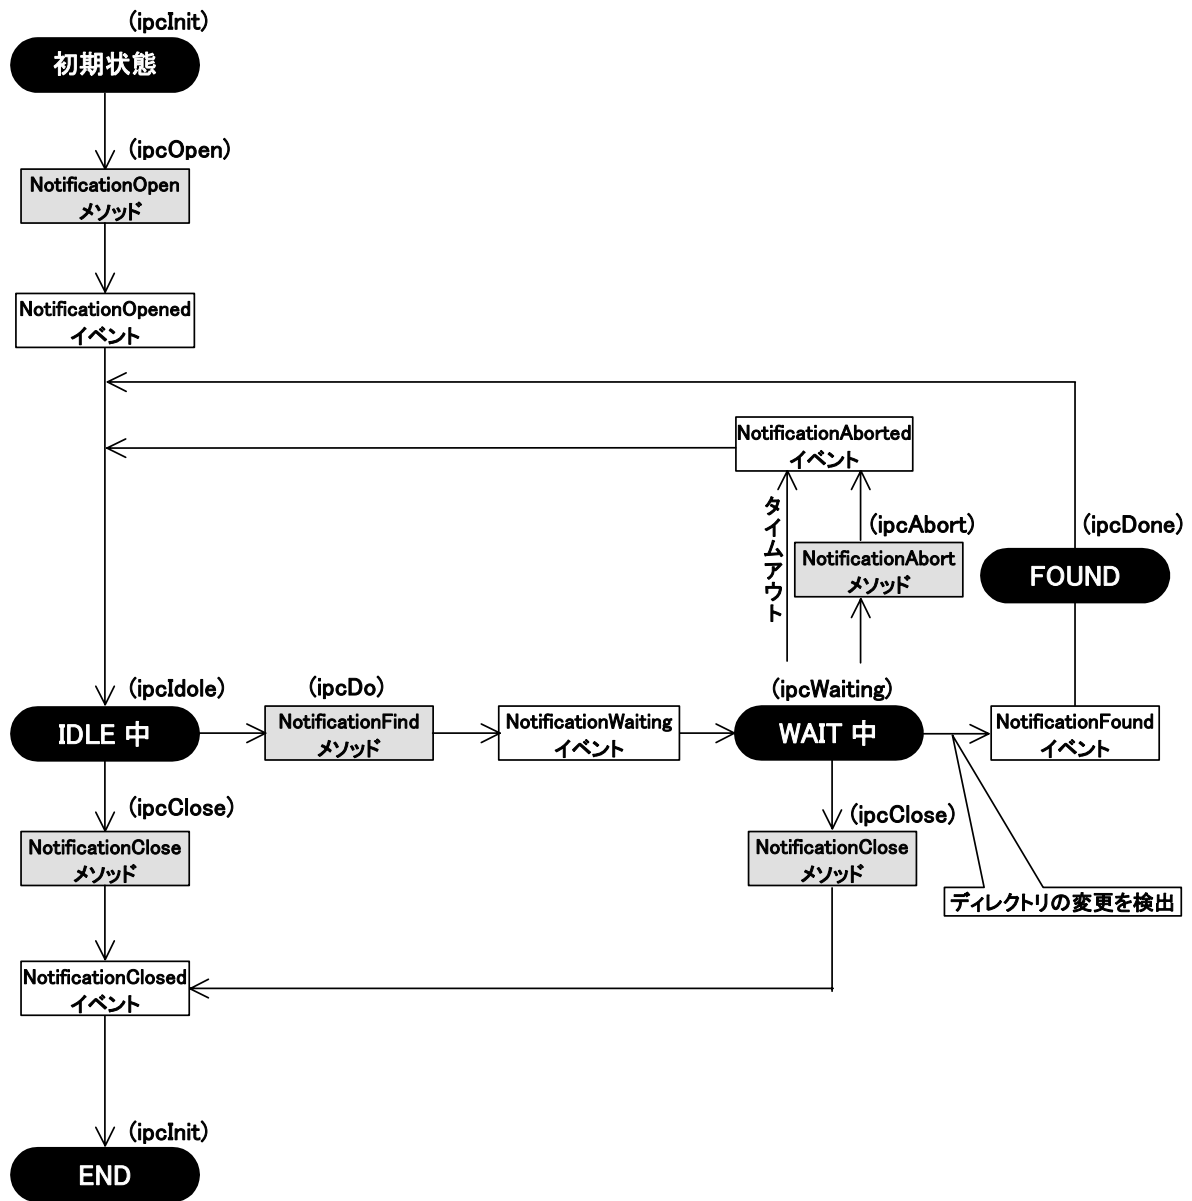 (ipcInit)
初期状態
(ipcOpen)
NotificationOpen
メソッド
NotificationOpened
イベント
NotificationAborted
イベント
タイムアウト
(ipcAbort)
NotificationAbort
メソッド
(ipcDone)
FOUND
(ipcIdole)
IDLE 中
(ipcDo)
NotificationFind
メソッド
NotificationWaiting
イベント
(ipcWaiting)
WAIT 中
NotificationFound
イベント
(ipcClose)
NotificationClose
メソッド
(ipcClose)
NotificationClose
メソッド
ディレクトリの変更を検出
NotificationClosed
イベント
(ipcInit)
END